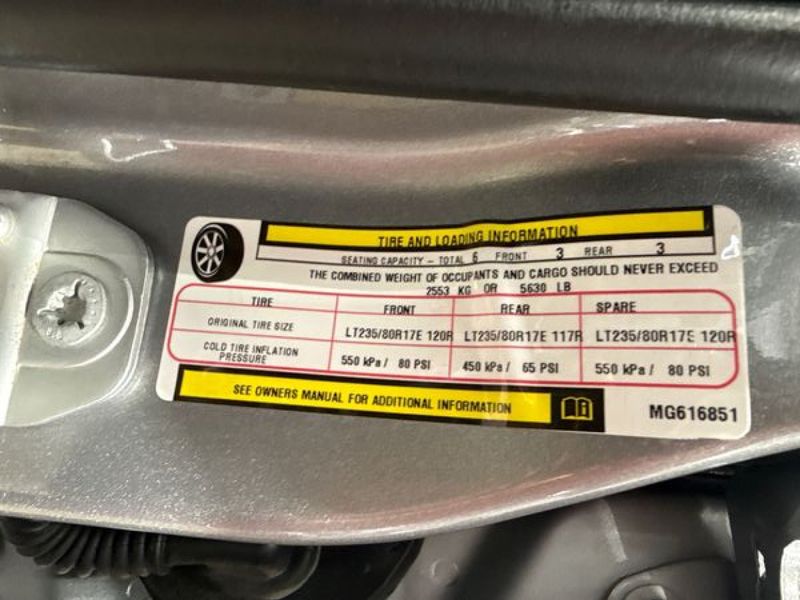 TIRE AND LOADING INFORMATION
SEATING CAPACITY - TOTAL 6 FRONT 3 REAR 3
THE COMBINED WEIGHT OF OCCUPANTS AND CARGO SHOULD NEVER EXCEED
2553 KG OR 5630 LB
TIRE FRONT REAR SPARE
ORIGINAL TIRE SIZE LT235/80R17E 120R LT235/80R17E 117R LT235/80R17E 120R
COLD TIRE INFLATION
PRESSURE 550 kPa / 80 PSI 450 kPa / 65 PSI 550 kPa / 80 PSI
SEE OWNERS MANUAL FOR ADDITIONAL INFORMATION
MG616851